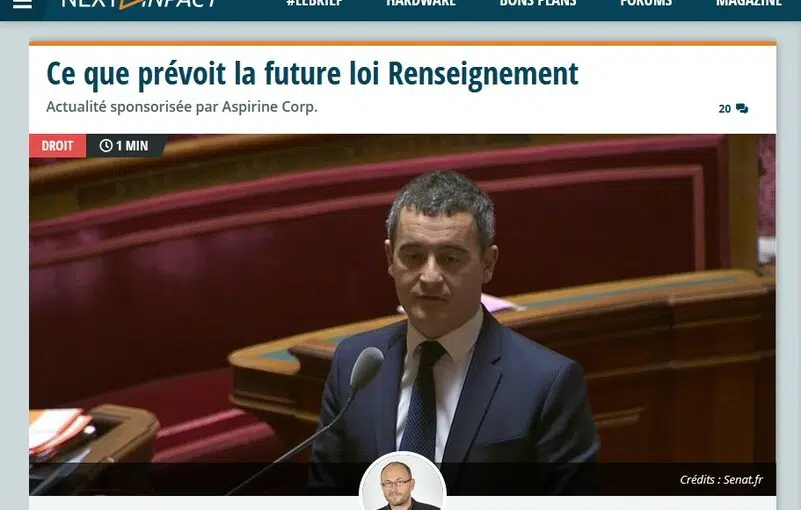 NEXT INPACT
#LEBRIEF HARDWARE BONS PLANS FORUMS MAGAZINE
Ce que prévoit la future loi Renseignement
Actualité sponsorisée par Aspirine Corp.
20
DROIT 1 MIN
Crédits : Senat.fr